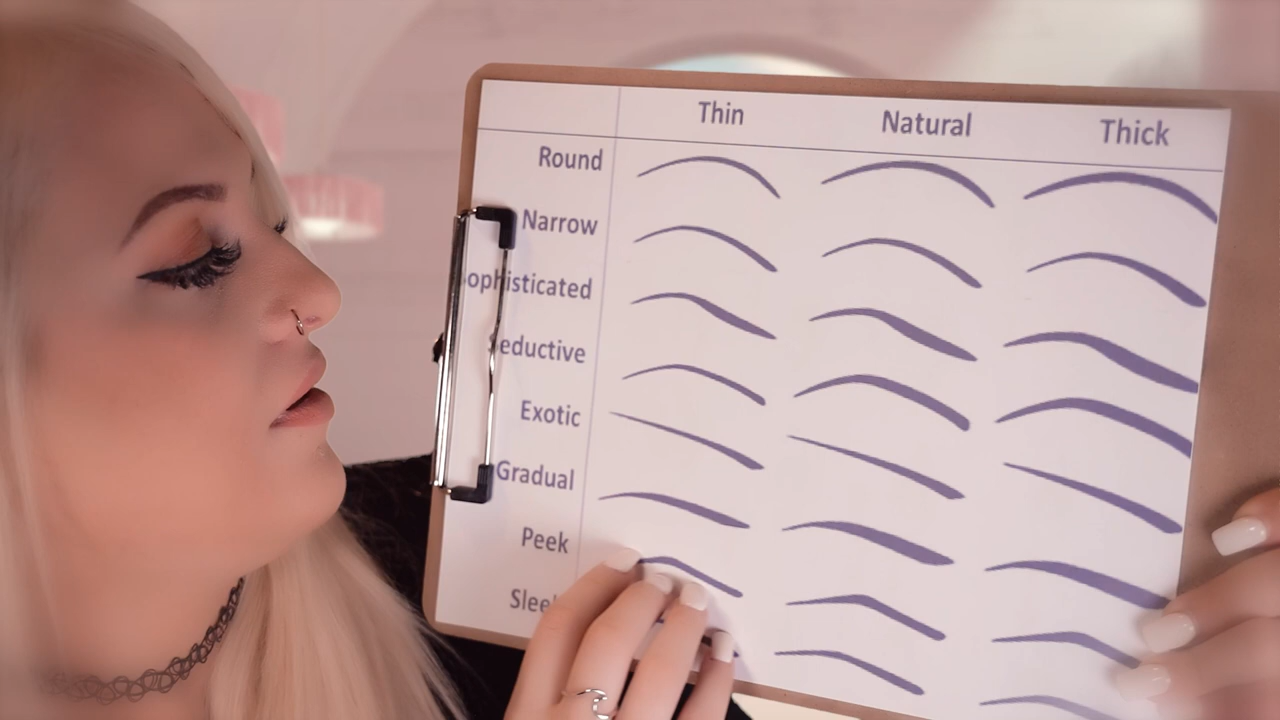 Thin Natural Thick
Round
Narrow
ophisticated
eductive
Exotic
Gradual
Peek
Slee